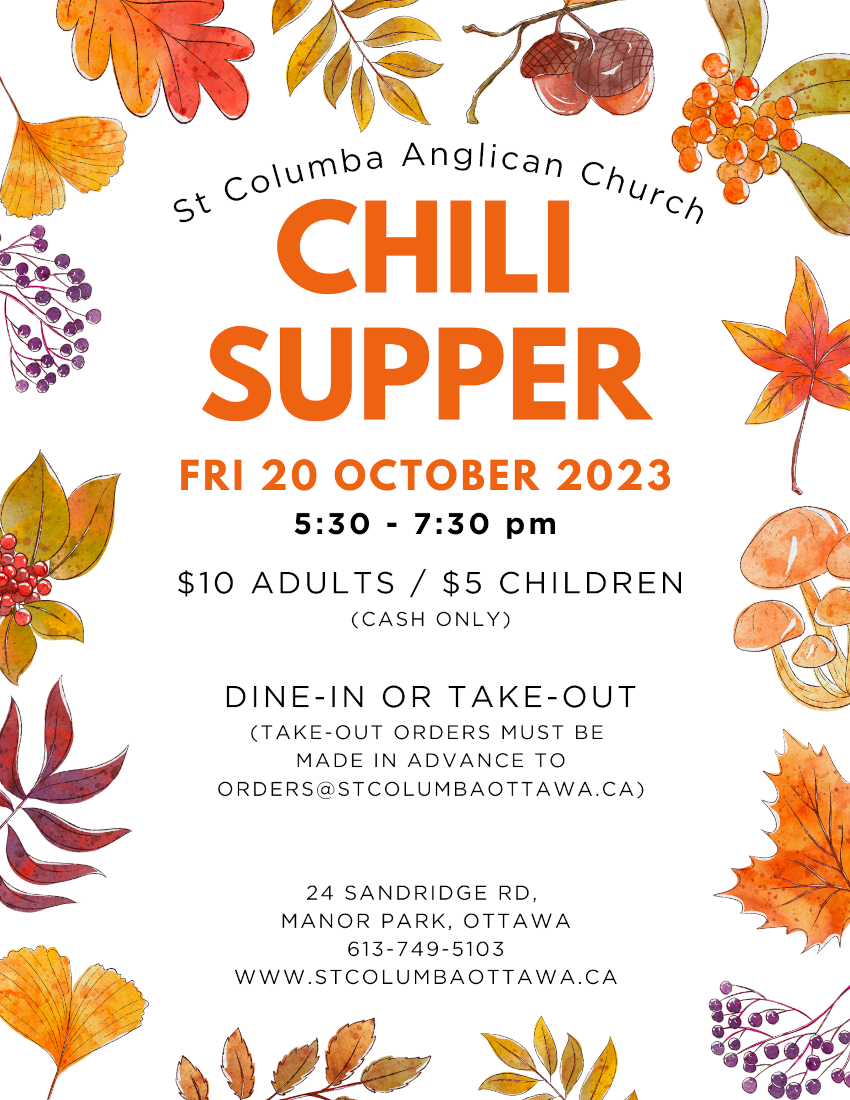 St Columba Anglican Church
CHILI
SUPPER
FRI 20 OCTOBER 2023
5:30 - 7:30 pm
$10 ADULTS / $5 CHILDREN
(CASH ONLY)
DINE-IN OR TAKE-OUT
(TAKE-OUT ORDERS MUST BE
MADE IN ADVANCE TO
ORDERS@STCOLUMBAOTTAWA.CA)
24 SANDRIDGE RD,
MANOR PARK, OTTAWA
613-749-5103
WWW.STCOLUMBAOTTAWA.CA